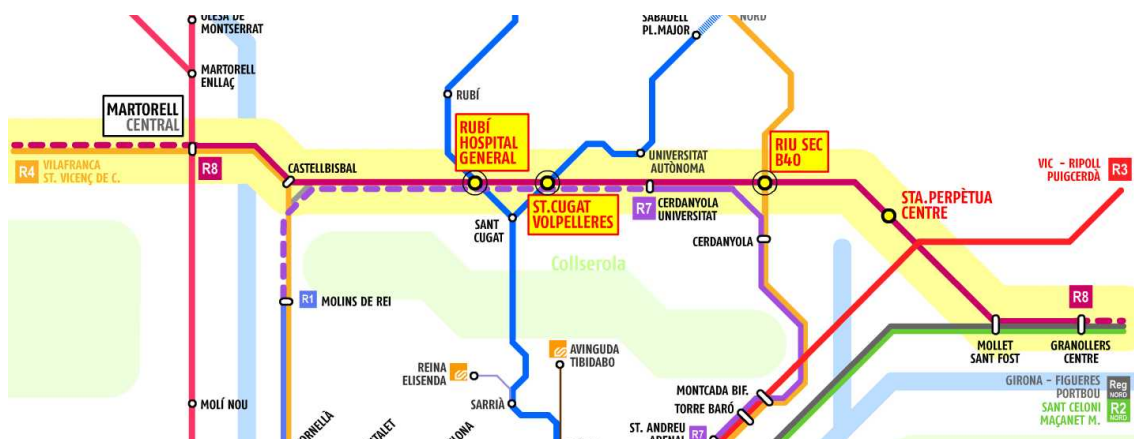 OLESA DE
MONTSERRAT
SABADELL
PL.MAJOR
NORD
MARTORELL
ENLLAÇ
MARTORELL
CENTRAL
RUBÍ
RUBÍ
HOSPITAL
GENERAL
RIU SEC
B40
UNIVERSITAT
AUTÒNOMA
R4
VILAFRANCA
ST. VICENÇ DE C.
R8
CASTELLBISBAL
VIC - RIPOLL
PUIGCERDÀ
R3
ST.CUGAT
VOLPELLERES
R7
CERDANYOLA
UNIVERSITAT
STA.PERPÈTUA
CENTRE
SANT
CUGAT
CERDANYOLA
Collserola
R1
MOLINS DE REI
R8
MOLLET
SANT FOST
GRANOLLERS
CENTRE
REINA
ELISENDA
AVINGUDA
TIBIDABO
GIRONA - FIGUERES
PORTBOU
Reg
NORD
MONTCADA BIF.
MOLÍ NOU
SARRIÀ
TORRE BARÓ
SANT CELONI
MAÇANET M.
R2
NORD
ST. ANDREU
ARENAL
R7